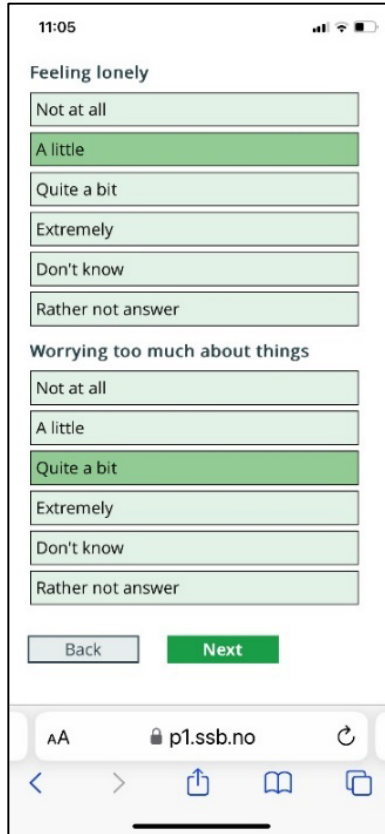 11:05
Feeling lonely
Not at all
A little
Quite a bit
Extremely
Don't know
Rather not answer
Worrying too much about things
Not at all
A little
Quite a bit
Extremely
Don't know
Rather not answer
Back Next
AA p1.ssb.no